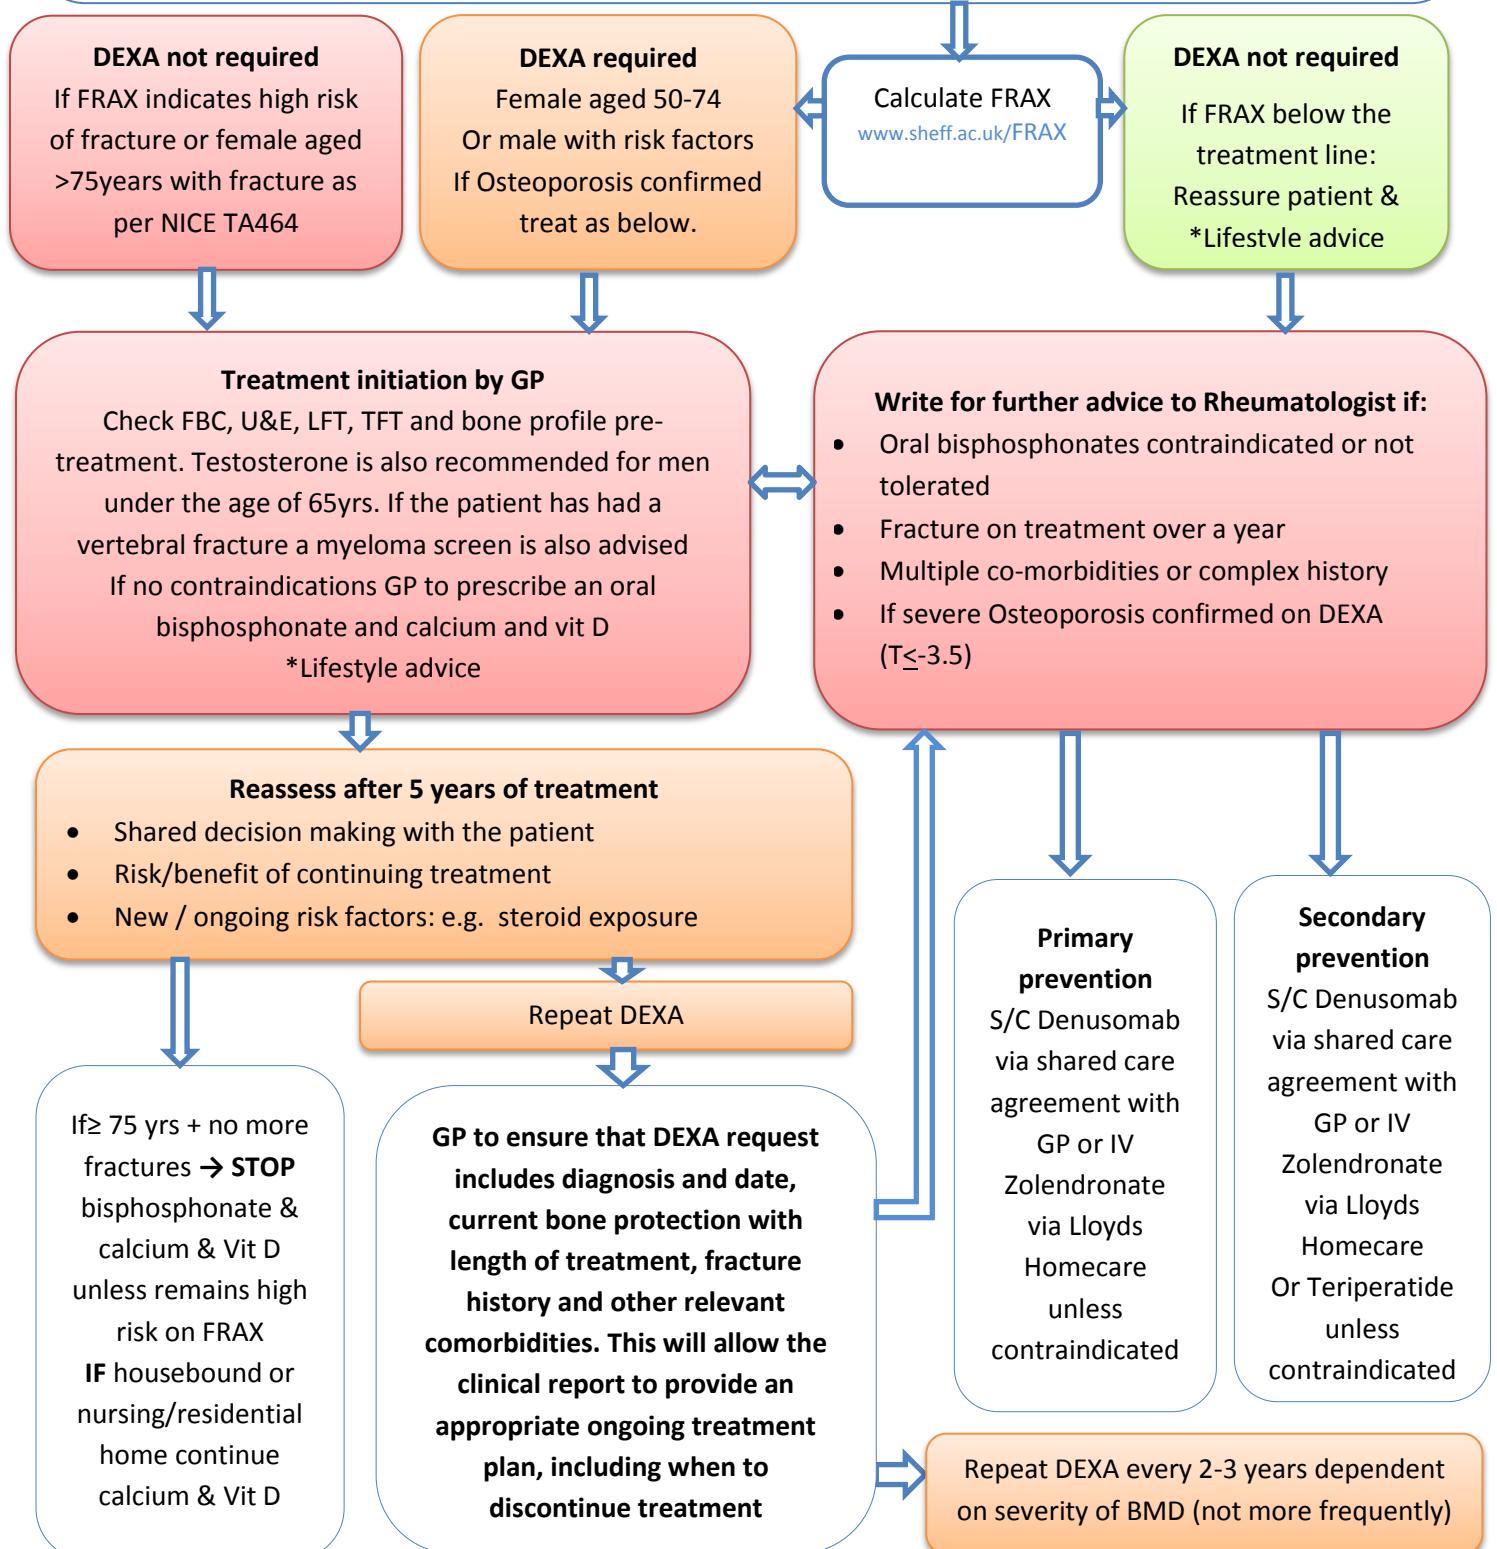 DEXA not required
If FRAX indicates high risk
of fracture or female aged
>75years with fracture as
per NICE TA464
DEXA required
Female aged 50-74
Or male with risk factors
If Osteoporosis confirmed
treat as below.
Calculate FRAX
www.sheff.ac.uk/FRAX
DEXA not required
If FRAX below the
treatment line:
Reassure patient &
*Lifestyle advice
Treatment initiation by GP
Check FBC, U&E, LFT, TFT and bone profile pre-
treatment. Testosterone is also recommended for men
under the age of 65yrs. If the patient has had a
vertebral fracture a myeloma screen is also advised
If no contraindications GP to prescribe an oral
bisphosphonate and calcium and vit D
*Lifestyle advice
Write for further advice to Rheumatologist if:
• Oral bisphosphonates contraindicated or not
tolerated
• Fracture on treatment over a year
• Multiple co-morbidities or complex history
• If severe Osteoporosis confirmed on DEXA
(T<-3.5)
Reassess after 5 years of treatment
• Shared decision making with the patient
• Risk/benefit of continuing treatment
• New / ongoing risk factors: e.g. steroid exposure
Repeat DEXA
If≥ 75 yrs + no more
fractures → STOP
bisphosphonate &
calcium & Vit D
unless remains high
risk on FRAX
IF housebound or
nursing/residential
home continue
calcium & Vit D
GP to ensure that DEXA request
includes diagnosis and date,
current bone protection with
length of treatment, fracture
history and other relevant
comorbidities. This will allow the
clinical report to provide an
appropriate ongoing treatment
plan, including when to
discontinue treatment
Primary
prevention
S/C Denusomab
via shared care
agreement with
GP or IV
Zolendronate
via Lloyds
Homecare
unless
contraindicated
Secondary
prevention
S/C Denusomab
via shared care
agreement with
GP or IV
Zolendronate
via Lloyds
Homecare
Or Teriperatide
unless
contraindicated
Repeat DEXA every 2-3 years dependent
on severity of BMD (not more frequently)